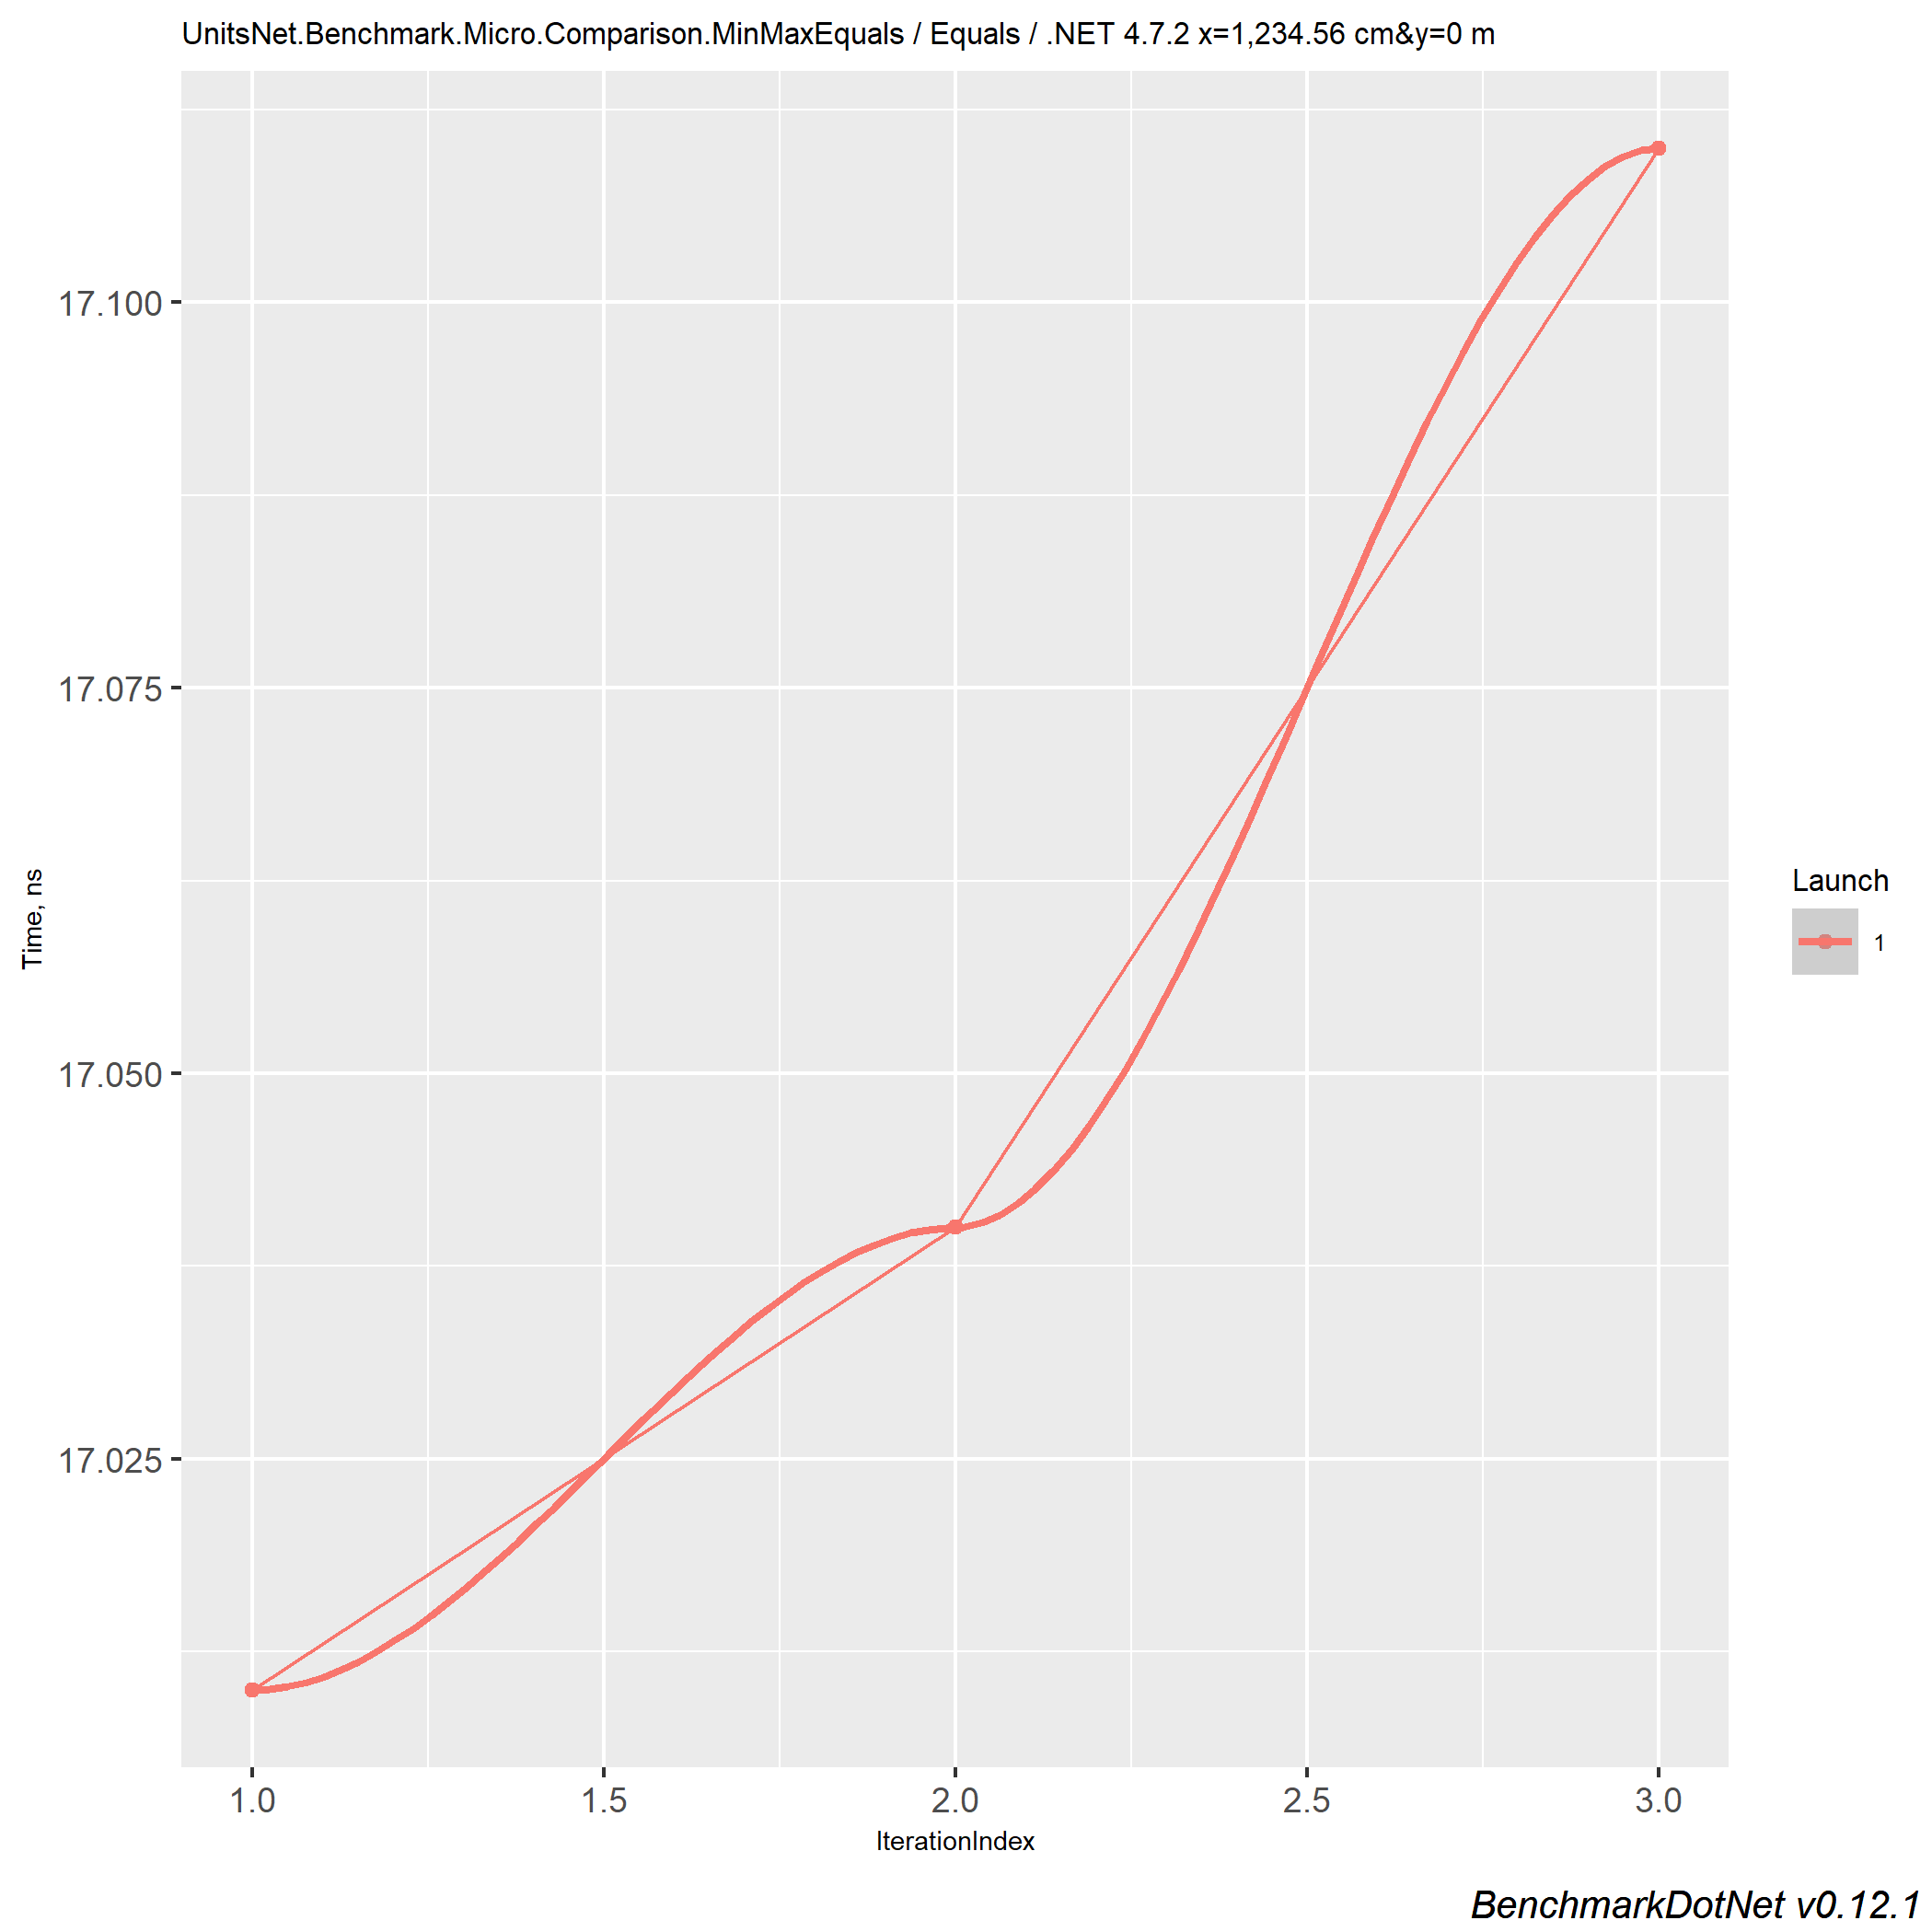 UnitsNet.Benchmark.Micro.Comparison.MinMaxEquals / Equals / .NET 4.7.2 x=1,234.56 cm&y=0 m
17.100
17.075
17.050
17.025
Time, ns
1.0 1.5 2.0 2.5 3.0
IterationIndex
Launch
1
BenchmarkDotNet v0.12.1